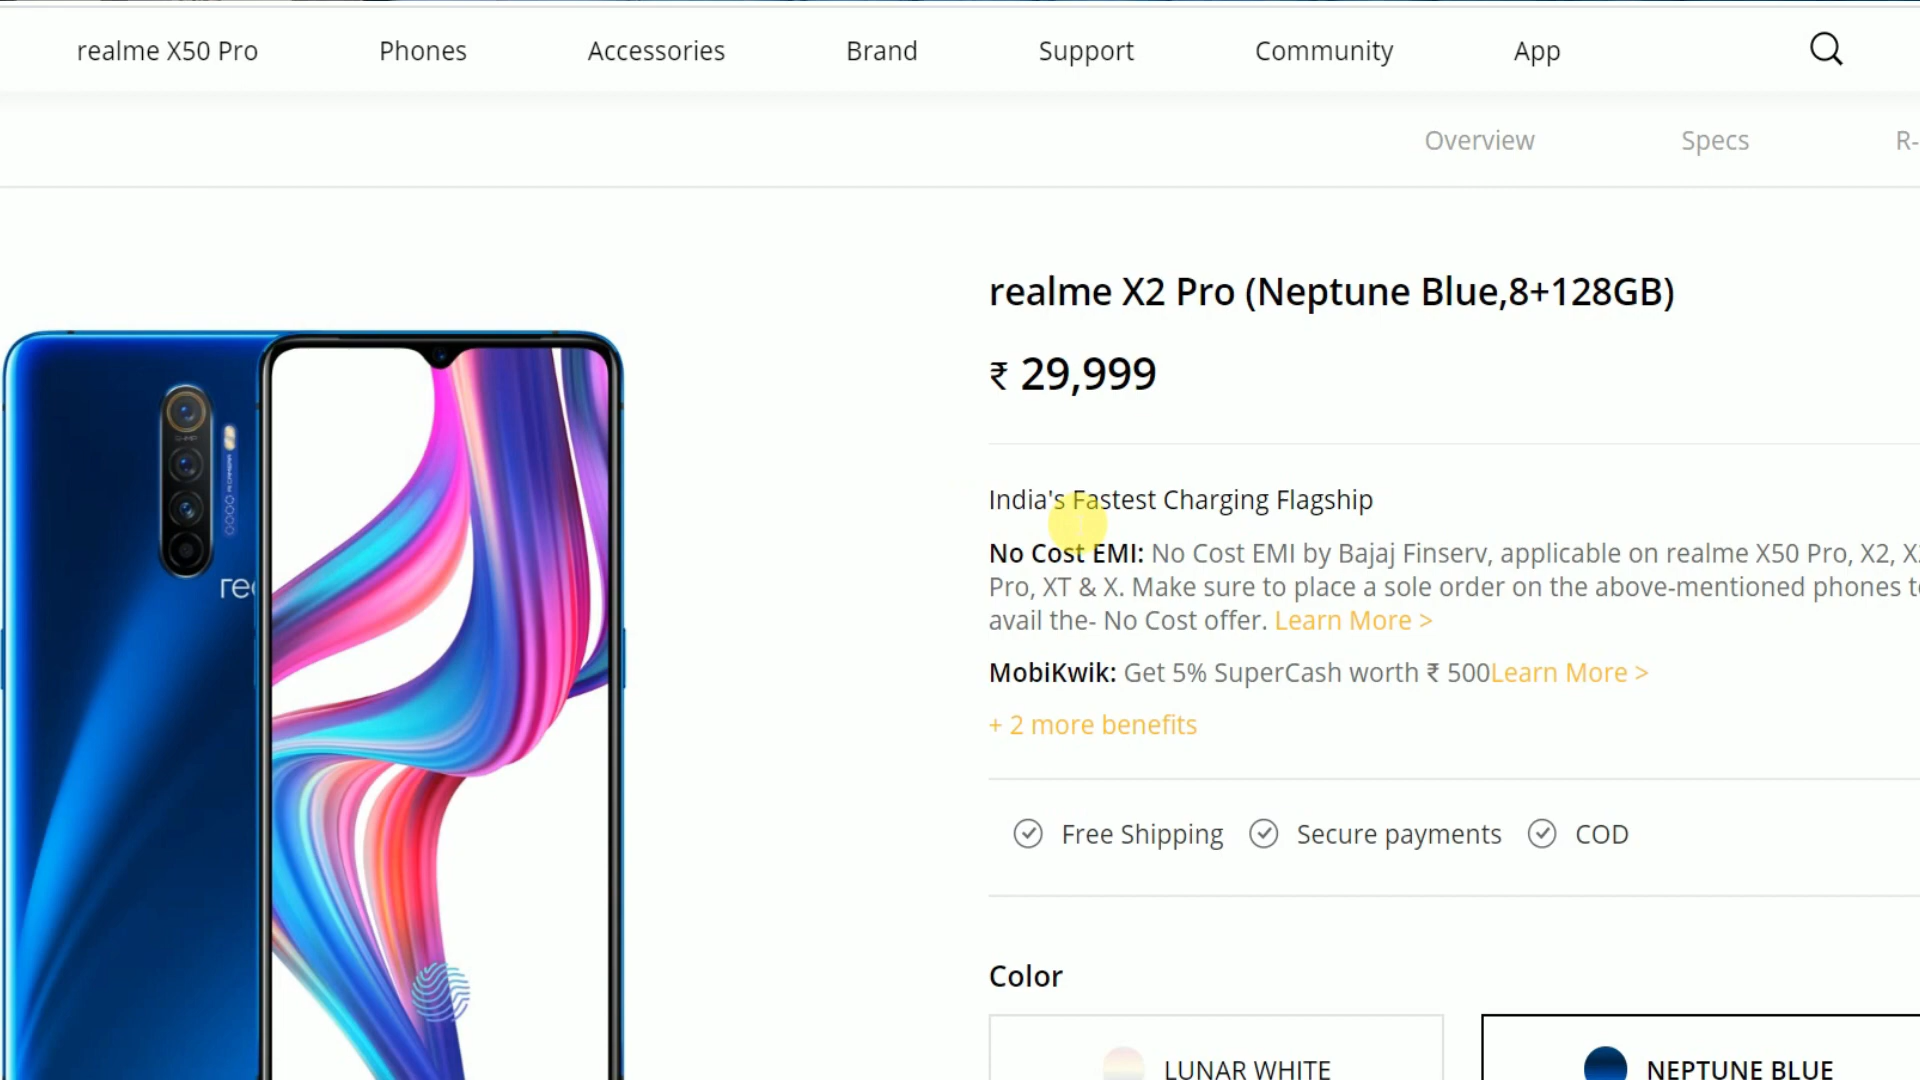 realme X50 Pro Phones Accessories Brand Support Community App
Overview Specs R-
realme X2 Pro (Neptune Blue,8+128GB)
₹ 29,999
India's Fastest Charging Flagship
No Cost EMI: No Cost EMI by Bajaj Finserv, applicable on realme X50 Pro, X2,
Pro, XT & X. Make sure to place a sole order on the above-mentioned phones
avail the- No Cost offer. Learn More >
MobiKwik: Get 5% SuperCash worth ₹ 500Learn More >
+ 2 more benefits
Free Shipping Secure payments COD
Color
LUNAR WHITE NEPTUNE BLUE